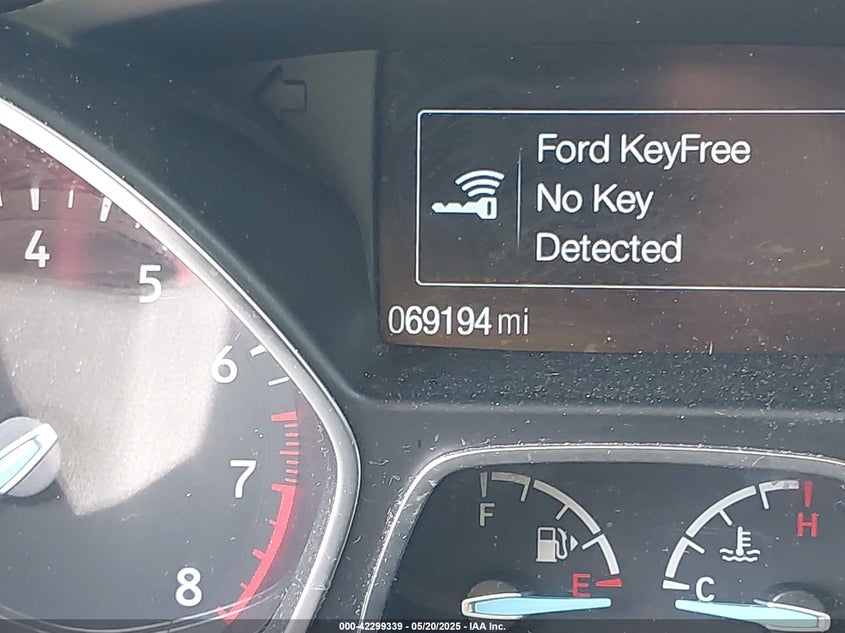 Ford KeyFree
No Key
Detected
069194 mi
4
5
6
7
8
F
E
H
C
000-42299339 - 05/20/2025 - IAA Inc.